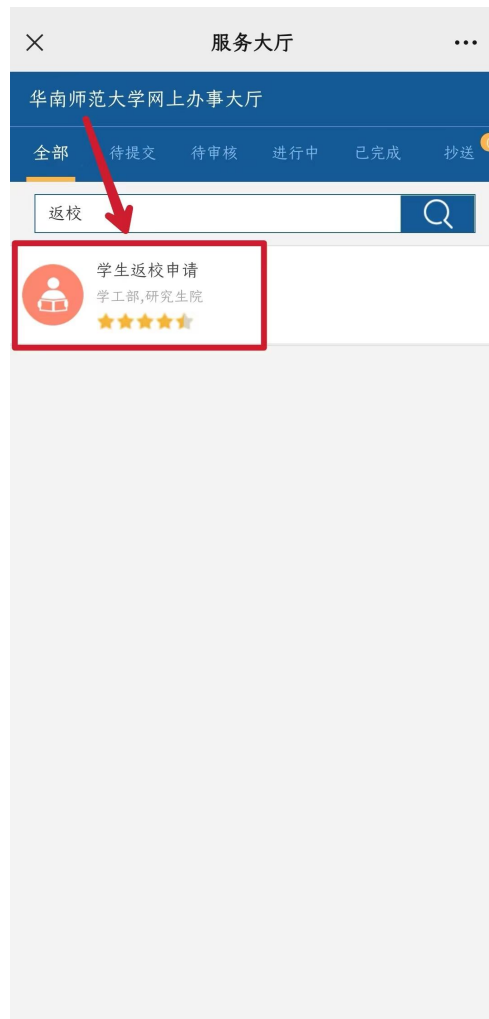 服务大厅
华南师范大学网上办事大厅
全部 待提交 待审核 进行中 已完成 抄送
返校
学生返校申请
学工部,研究生院